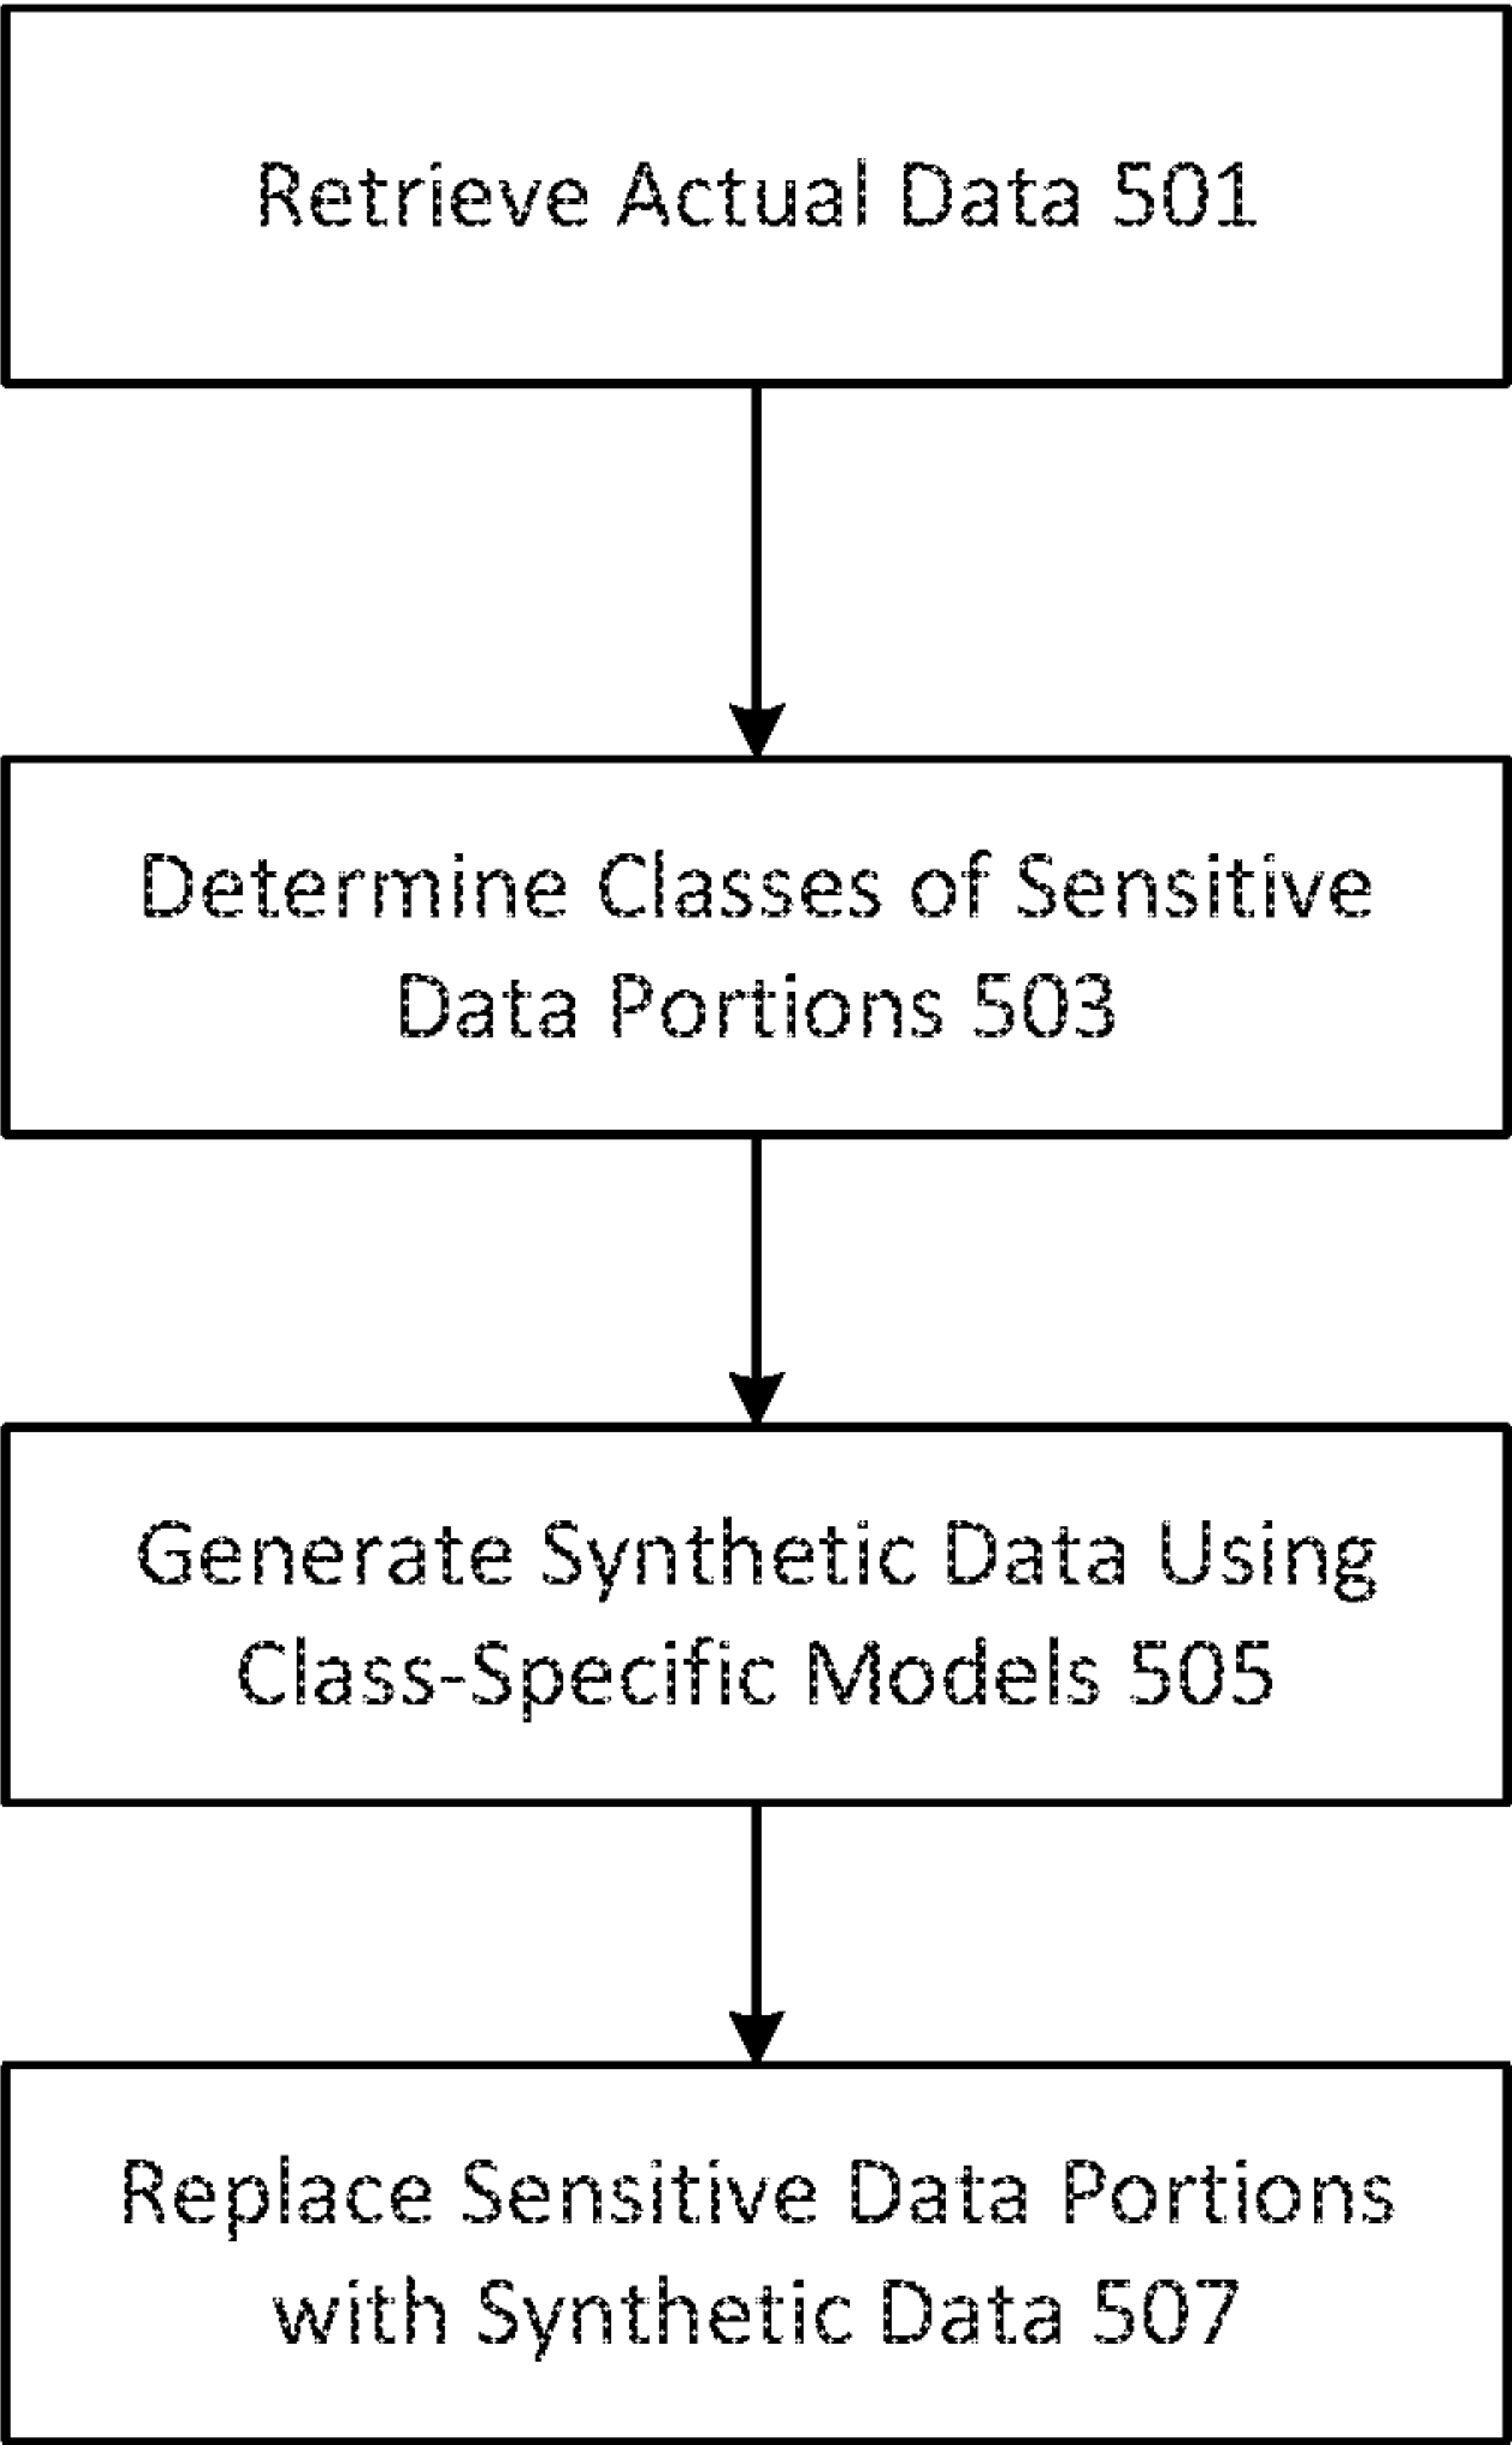 Retrieve Actual Data 501
Determine Classes of Sensitive
Data Portions 503
Generate Synthetic Data Using
Class-Specific Models 505
Replace Sensitive Data Portions
with Synthetic Data 507